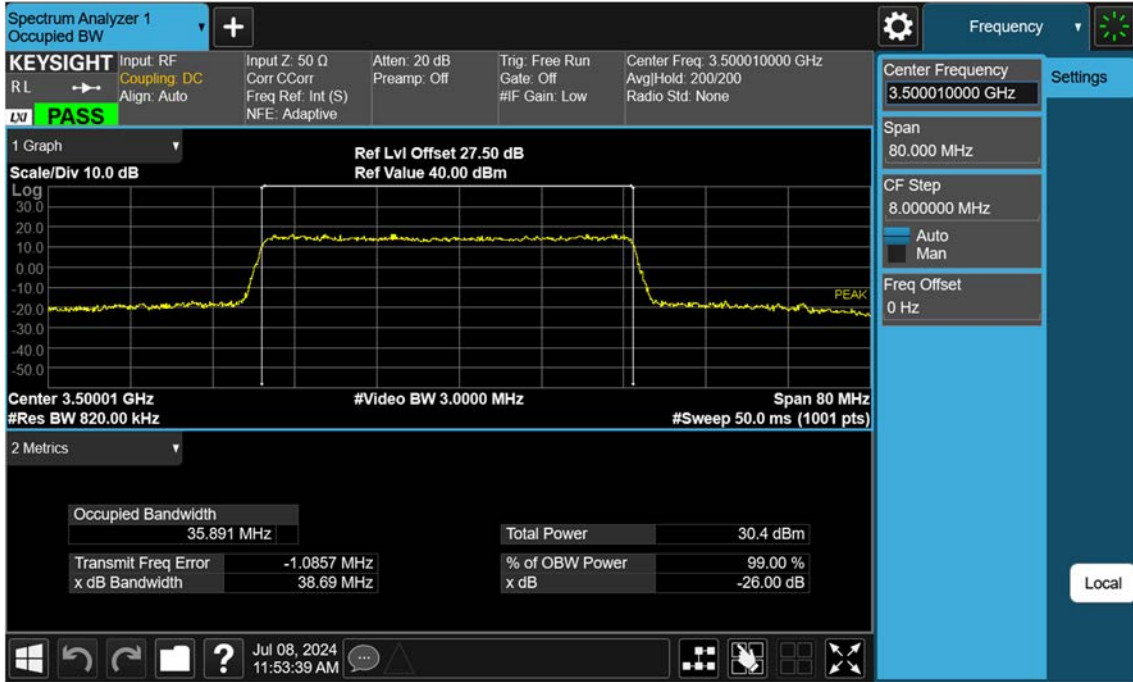 Spectrum Analyzer 1
Occupied BW
+
Frequency
KEYSIGHT
R L
LXI PASS
Input: RF
Coupling: DC
Align: Auto
Input Z: 50 Ω
Corr CCorr
Freq Ref: Int (S)
NFE: Adaptive
Atten: 20 dB
Preamp: Off
Trig: Free Run
Gate: Off
#IF Gain: Low
Center Freq: 3.500010000 GHz
Avg|Hold: 200/200
Radio Std: None
Center Frequency
3.500010000 GHz
Settings
Span
80.000 MHz
CF Step
8.000000 MHz
Auto
Man
Freq Offset
0 Hz
Local
1 Graph
Scale/Div 10.0 dB
Ref Lvl Offset 27.50 dB
Ref Value 40.00 dBm
Log
30.0
20.0
10.0
0.00
-10.0
-20.0
-30.0
-40.0
-50.0
PEAK
Center 3.50001 GHz
#Res BW 820.00 kHz
#Video BW 3.0000 MHz
Span 80 MHz
#Sweep 50.0 ms (1001 pts)
2 Metrics
Occupied Bandwidth
35.891 MHz
Total Power 30.4 dBm
Transmit Freq Error -1.0857 MHz
% of OBW Power 99.00 %
x dB Bandwidth 38.69 MHz
x dB -26.00 dB
?
Jul 08, 2024
11:53:39 AM